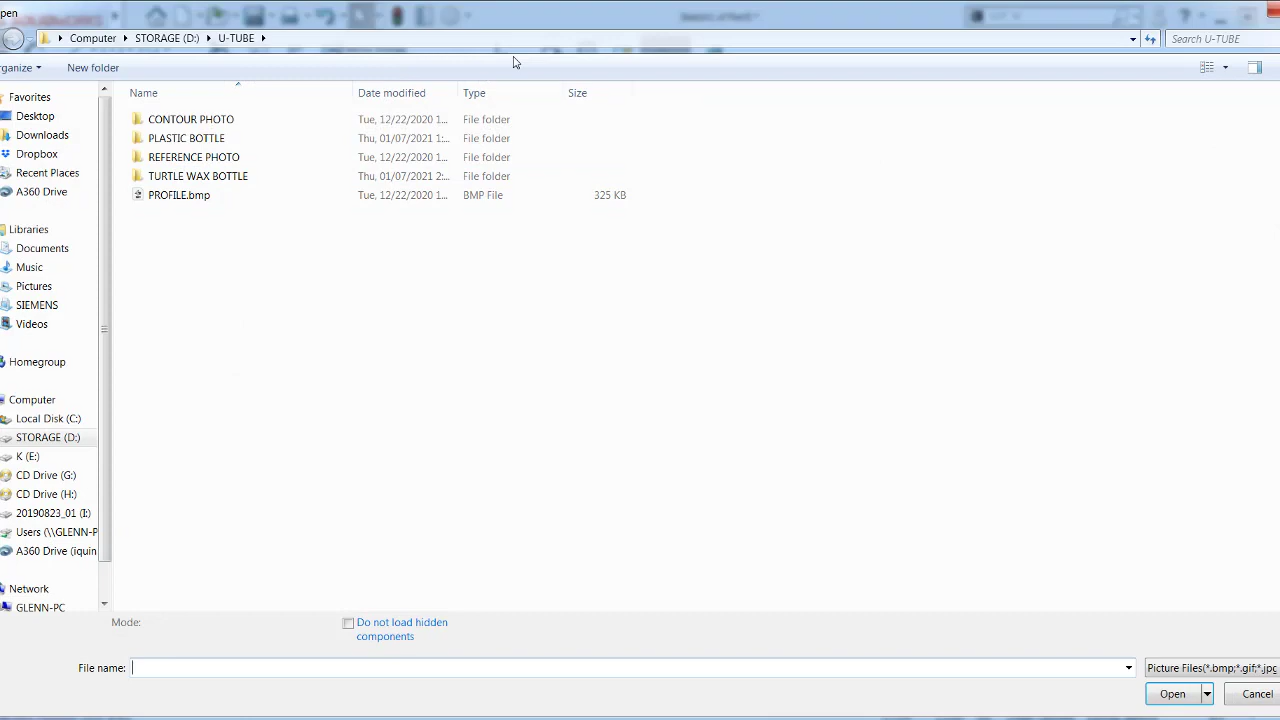 pen
Computer STORAGE (D:) U-TUBE Search U-TUBE
rganize New folder
Name Date modified Type Size
CONTOUR PHOTO Tue, 12/22/2020 1... File folder
PLASTIC BOTTLE Thu, 01/07/2021 1:... File folder
REFERENCE PHOTO Tue, 12/22/2020 1... File folder
TURTLE WAX BOTTLE Thu, 01/07/2021 2:... File folder
PROFILE.bmp Tue, 12/22/2020 1... BMP File 325 KB
Favorites
Desktop
Downloads
Dropbox
Recent Places
A360 Drive
Libraries
Documents
Music
Pictures
SIEMENS
Videos
Homegroup
Computer
Local Disk (C:)
STORAGE (D:)
K (E:)
CD Drive (G:)
CD Drive (H:)
20190823_01 (I:)
Users (\\GLENN-P
A360 Drive (iquin
Network
GLENN-PC
Mode:
Do not load hidden
components
File name:
Picture Files(*.bmp;*.gif;*.jpg
Open Cancel